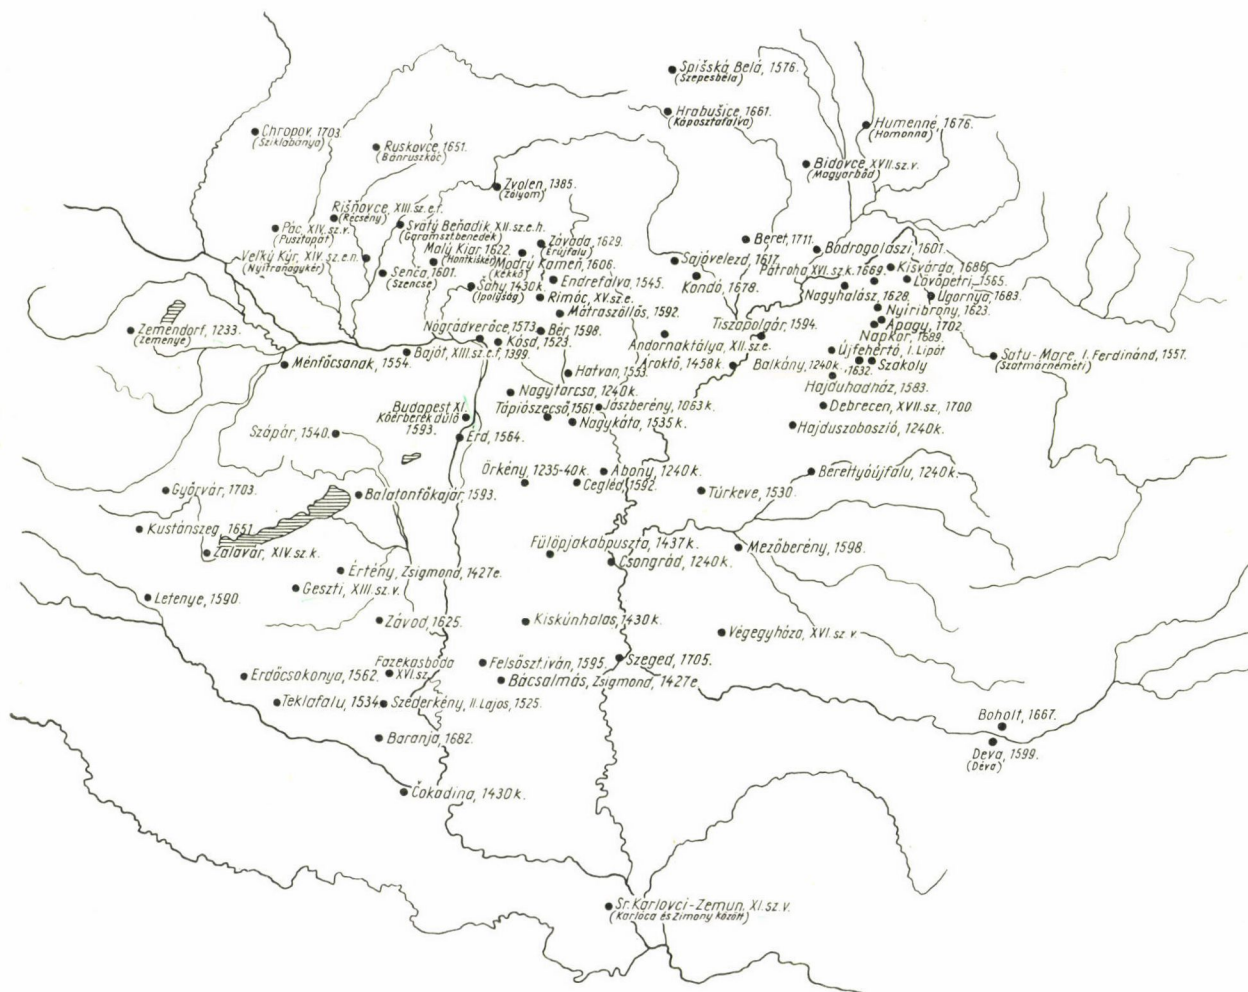 Spišská Belá, 1576.
(Szepesbéla)
Hrabušice, 1661.
(Káposztafalva)
Humenné, 1676.
(Homonna)
Chropov, 1703.
(Sziklabánya)
Ruskovce, 1651.
(Bánruszkóc)
Bidovce, XVII. sz. v.
(Magyarbőd)
Zvolen, 1385.
(Zólyom)
Rišňovce, XIII. sz. e. f.
(Récsény)
Pác, XIV. sz. v.
(Pusztapát)
Svätý Beňadik, XII. sz. e. h.
(Garamszentbenedek)
Malý Kiar, 1622.
(Hontkiskér)
Závada, 1629.
(Érújfalu)
Modrý Kameň, 1606.
(Kékkő)
Beret, 1711.
Bodrogolaszi, 1601.
Veľký Kýr, XIV. sz. e. n.
(Nyitranagykér)
Senča, 1601.
(Szencse)
Šahy, 1430 k.
(Ipolyság)
Endrefalva, 1545.
Sajóvelezd, 1617.
Kondó, 1678.
Pátroha XVI. sz. k. 1669.
Kisvárda, 1686.
Lövőpetri, 1565.
Nagyhalász, 1628.
Ugornya, 1683.
Rimóc, XV. sz. e.
Mátraszőllős, 1592.
Nyiribrony, 1623.
Apagy, 1702.
Napkor, 1689.
Zemendorf, 1233.
(Zemenye)
Nógrádverőce, 1573.
Bér, 1598.
Kosd, 1523.
Tiszapolgár, 1594.
Andornaktálya, XII. sz. e.
Újfehértó, I. Lipót
Ménfőcsanak, 1554.
Bajót, XIII. sz. e. f., 1399.
Hatvan, 1553.
Ároktő, 1458 k.
Balkány, 1240 k.
1632.
Szakoly
Satu-Mare, I. Ferdinánd, 1557.
(Szatmárnémeti)
Hajduhadház, 1583.
Nagytarcsa, 1240 k.
Budapest XI.
Kőérberek dűlő
1593.
Tápiószecső, 1561.
Jászberény, 1063 k.
Nagykáta, 1535 k.
Debrecen, XVII. sz., 1700
Hajduszoboszló, 1240 k.
Szápár, 1540.
Érd, 1564.
Örkény, 1235-40 k.
Abony, 1240 k.
Cegléd, 1592.
Berettyóújfalu, 1240 k.
Túrkeve, 1530.
Győrvár, 1703.
Balatonfőkajár, 1593.
Kustánszeg, 1651.
Zalavár, XIV. sz. k.
Fülöpjakabpuszta, 1437 k.
Csongrád, 1240 k.
Mezőberény, 1598.
Értény, Zsigmond, 1427 e.
Geszti, XIII. sz. v.
Letenye, 1590.
Závod, 1625.
Kiskúnhalas, 1430 k.
Végegyháza, XVI. sz. v.
Fazekasboda
XVI. sz.
Erdőcsokonya, 1562.
Felsőszt.iván, 1595.
Szeged, 1705.
Bácsalmás, Zsigmond, 1427 e
Teklafalu, 1534.
Szederkény, II. Lajos, 1525.
Boholt, 1667.
Deva, 1599.
(Déva)
Baranja, 1682.
Čokadina, 1430 k.
Sr. Karlovci-Zemun, XI. sz. v.
(Karlóca és Zimony között)